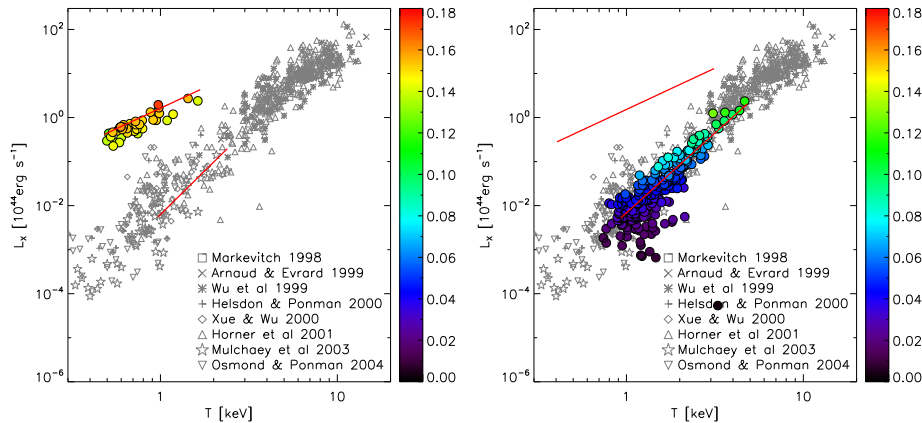 10² 10⁰ 10⁻² 10⁻⁴ 10⁻⁶
Lₓ [10⁴⁴erg s⁻¹]
1 10
T [keV]
Markevitch 1998
Arnaud & Evrard 1999
Wu et al 1999
Helsdon & Ponman 2000
Xue & Wu 2000
Horner et al 2001
Mulchaey et al 2003
Osmond & Ponman 2004
0.18
0.16
0.14
0.12
0.10
0.08
0.06
0.04
0.02
0.00
10² 10⁰ 10⁻² 10⁻⁴ 10⁻⁶
Lₓ [10⁴⁴erg s⁻¹]
1 10
T [keV]
Markevitch 1998
Arnaud & Evrard 1999
Wu et al 1999
Helsdon & Ponman 2000
Xue & Wu 2000
Horner et al 2001
Mulchaey et al 2003
Osmond & Ponman 2004
0.18
0.16
0.14
0.12
0.10
0.08
0.06
0.04
0.02
0.00